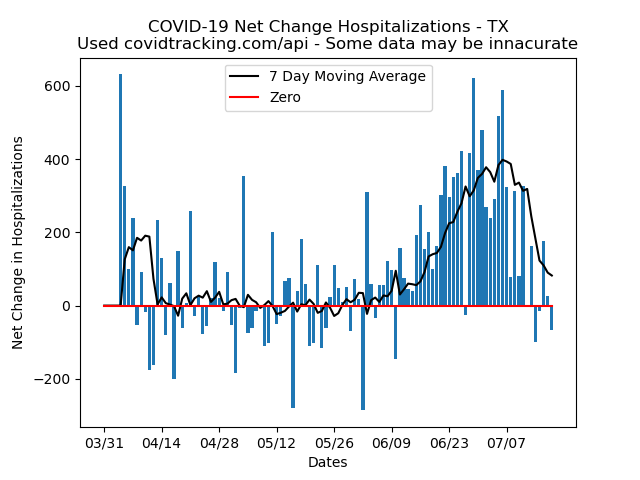 COVID-19 Net Change Hospitalizations - TX
Used covidtracking.com/api - Some data may be innacurate
7 Day Moving Average
Zero
Net Change in Hospitalizations
600
400
200
0
−200
03/31 04/14 04/28 05/12 05/26 06/09 06/23 07/07
Dates